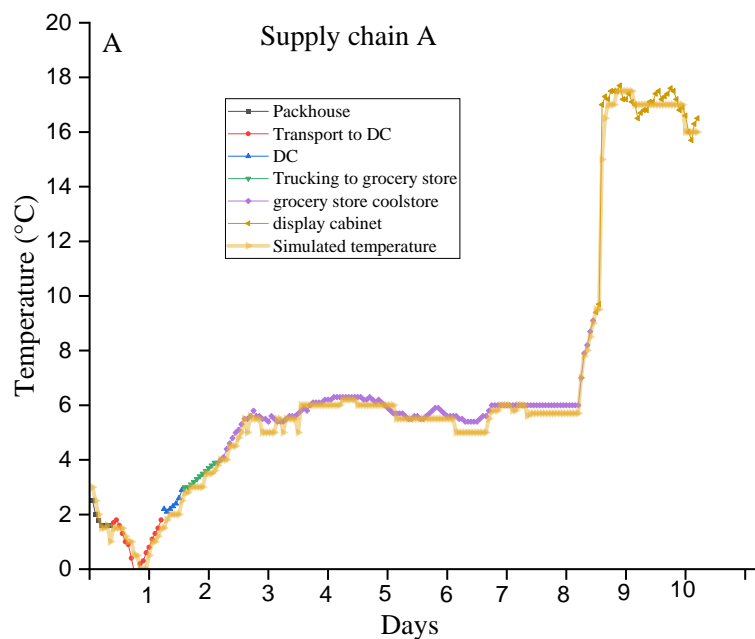 A
Supply chain A
Packhouse
Transport to DC
DC
Trucking to grocery store
grocery store coolstore
display cabinet
Simulated temperature
Temperature (°C)
20
18
16
14
12
10
8
6
4
2
0
1 2 3 4 5 6 7 8 9 10
Days